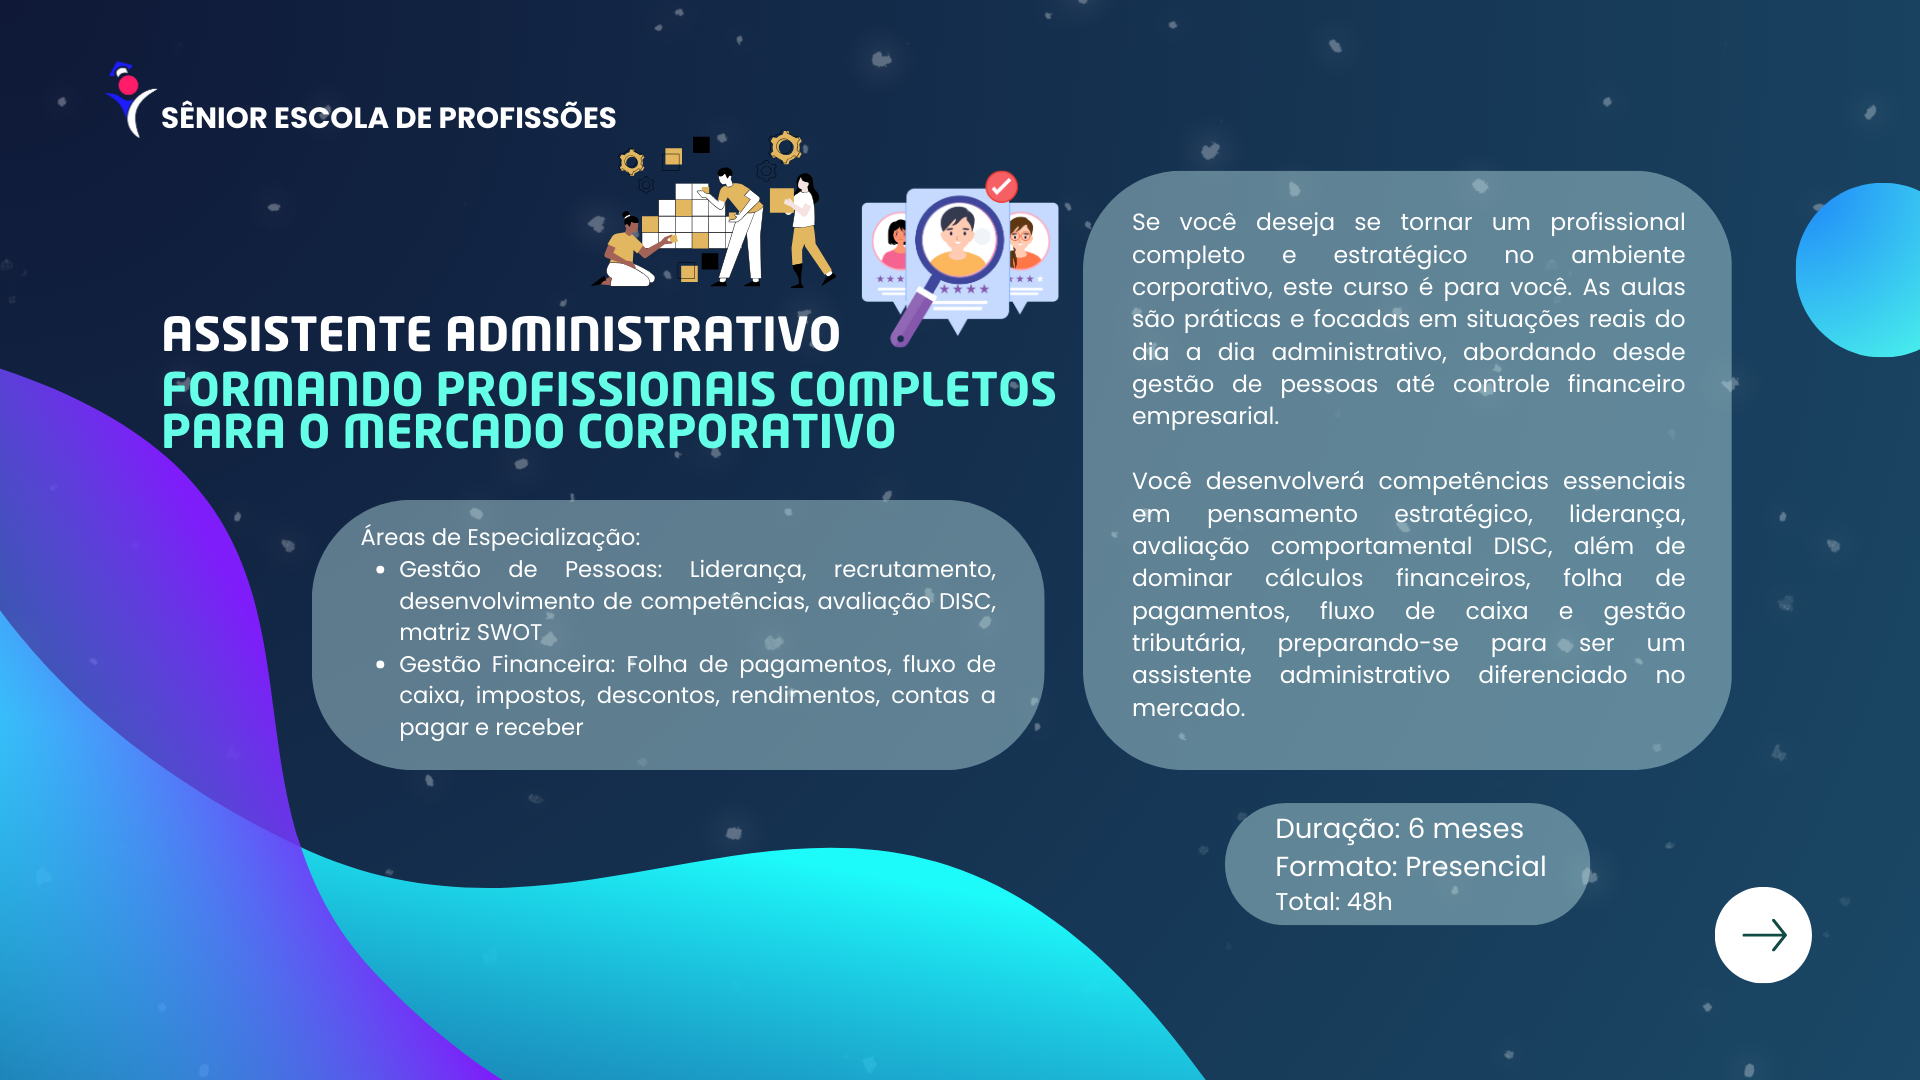 SÊNIOR ESCOLA DE PROFISSÕES
ASSISTENTE ADMINISTRATIVO
FORMANDO PROFISSIONAIS COMPLETOS
PARA O MERCADO CORPORATIVO
Áreas de Especialização:
• Gestão de Pessoas: Liderança, recrutamento,
desenvolvimento de competências, avaliação DISC,
matriz SWOT
• Gestão Financeira: Folha de pagamentos, fluxo de
caixa, impostos, descontos, rendimentos, contas a
pagar e receber
Se você deseja se tornar um profissional
completo e estratégico no ambiente
corporativo, este curso é para você. As aulas
são práticas e focadas em situações reais do
dia a dia administrativo, abordando desde
gestão de pessoas até controle financeiro
empresarial.
Você desenvolverá competências essenciais
em pensamento estratégico, liderança,
avaliação comportamental DISC, além de
dominar cálculos financeiros, folha de
pagamentos, fluxo de caixa e gestão
tributária, preparando-se para ser um
assistente administrativo diferenciado no
mercado.
Duração: 6 meses
Formato: Presencial
Total: 48h